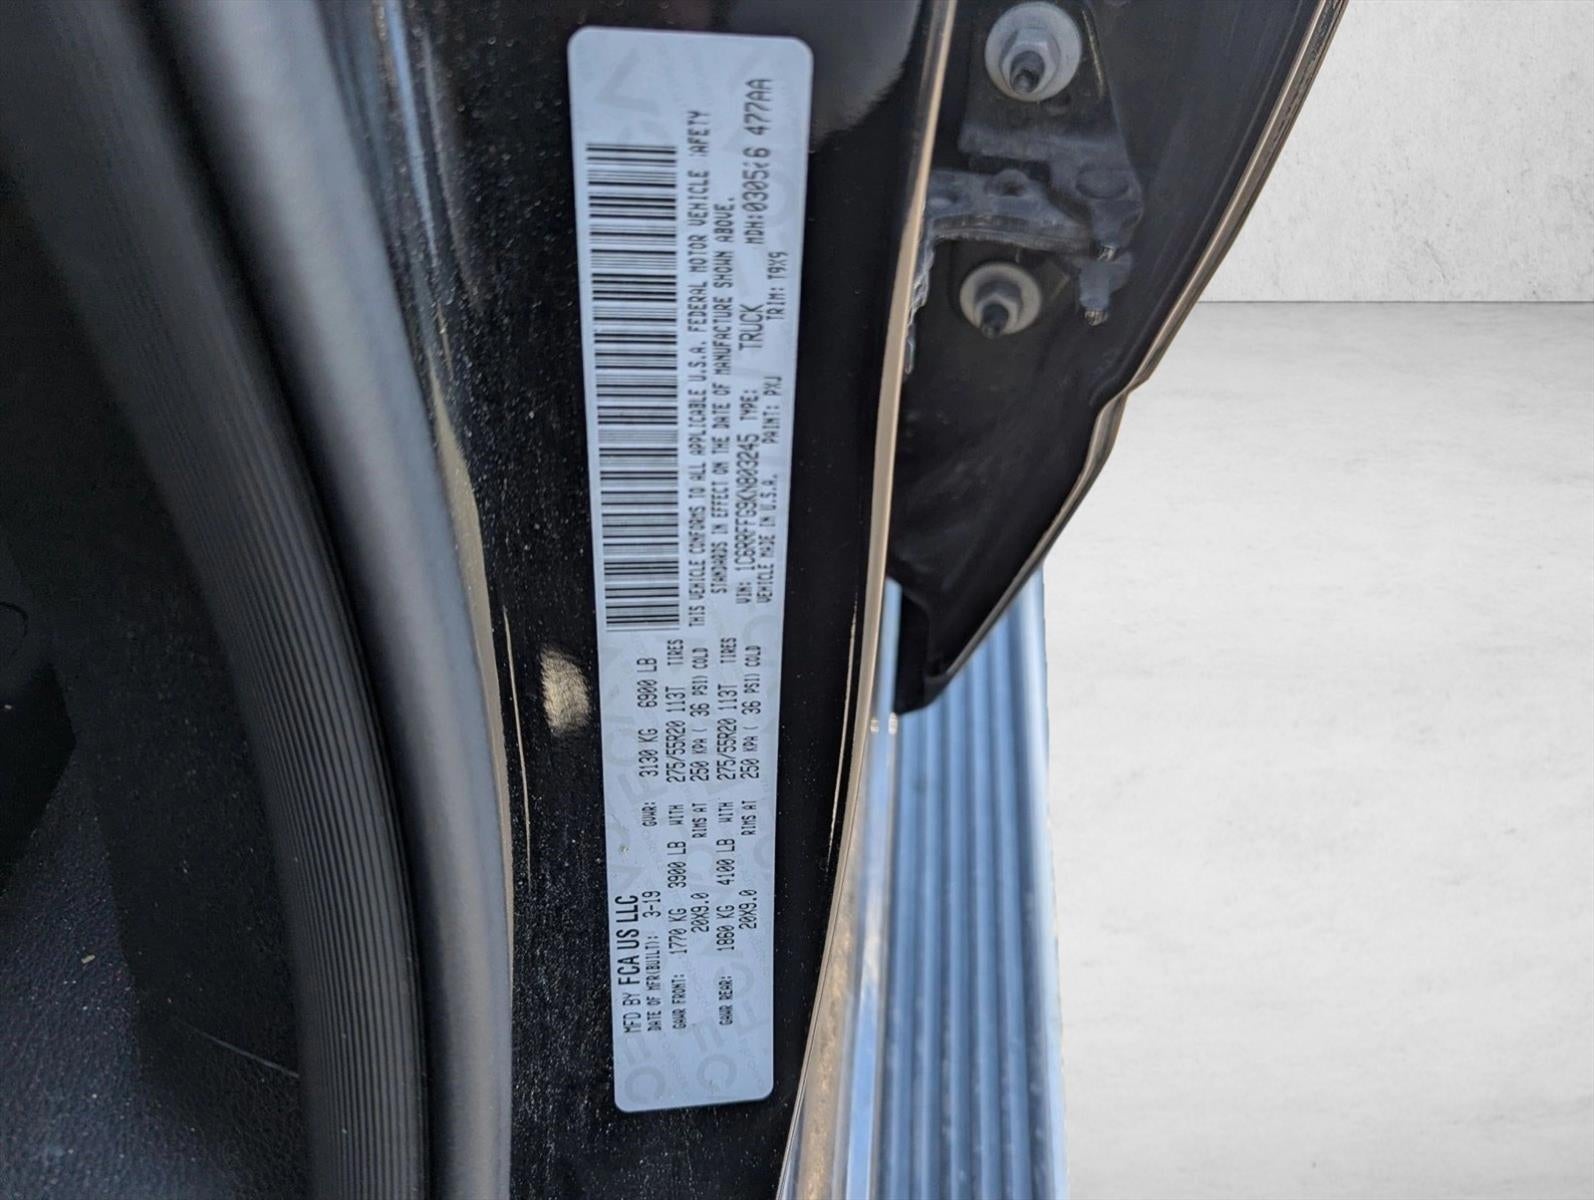 MFD BY FCA US LLC
DATE OF MFR(BUILT): 3-19 GVWR: 3130 KG 6900 LB
GAWR FRONT: 1770 KG 3900 LB WITH 275/55R20 113T TIRES
20X9.0 RIMS AT 250 KPA ( 36 PSI) COLD
GAWR REAR: 1860 KG 4100 LB WITH 275/55R20 113T TIRES
20X9.0 RIMS AT 250 KPA ( 36 PSI) COLD
THIS VEHICLE CONFORMS TO ALL APPLICABLE U.S.A. FEDERAL MOTOR VEHICLE SAFETY
STANDARDS IN EFFECT ON THE DATE OF MANUFACTURE SHOWN ABOVE.
VIN: 1C6RRFFG9KN803245 TYPE: TRUCK MDH: 477AA
VEHICLE MADE IN U.S.A. PAINT: PXJ TRIM: T9X9